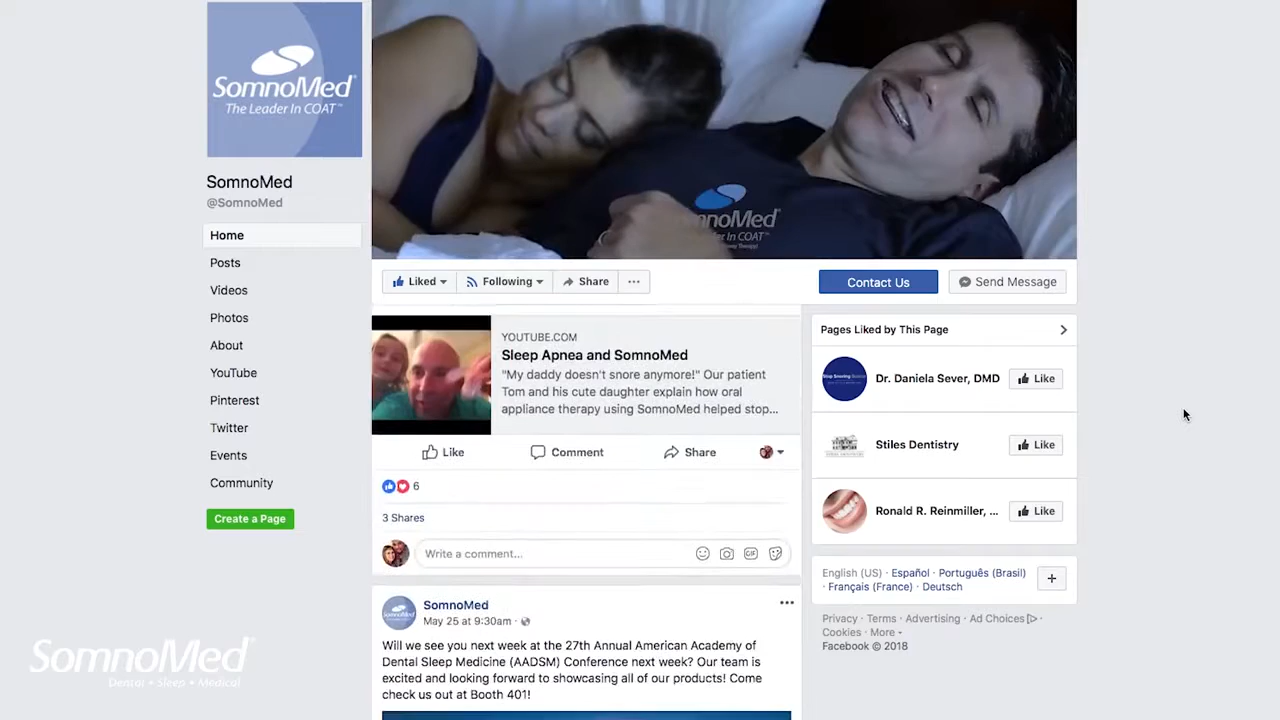 SomnoMed
The Leader In COAT™
SomnoMed
@SomnoMed
Home
Posts
Videos
Photos
About
YouTube
Pinterest
Twitter
Events
Community
Create a Page
Liked
Following
Share
Contact Us
Send Message
YOUTUBE.COM
Sleep Apnea and SomnoMed
"My daddy doesn't snore anymore!" Our patient
Tom and his cute daughter explain how oral
appliance therapy using SomnoMed helped stop...
Like
Comment
Share
6
3 Shares
Write a comment...
GIF
SomnoMed
May 25 at 9:30am ·
Will we see you next week at the 27th Annual American Academy of
Dental Sleep Medicine (AADSM) Conference next week? Our team is
excited and looking forward to showcasing all of our products! Come
check us out at Booth 401!
Pages Liked by This Page
Dr. Daniela Sever, DMD
Like
Stiles Dentistry
Like
Ronald R. Reinmiller, ...
Like
English (US) · Español · Português (Brasil)
· Français (France) · Deutsch
Privacy · Terms · Advertising · Ad Choices ·
Cookies · More
Facebook © 2018
SomnoMed®
Dental • Sleep • Medical